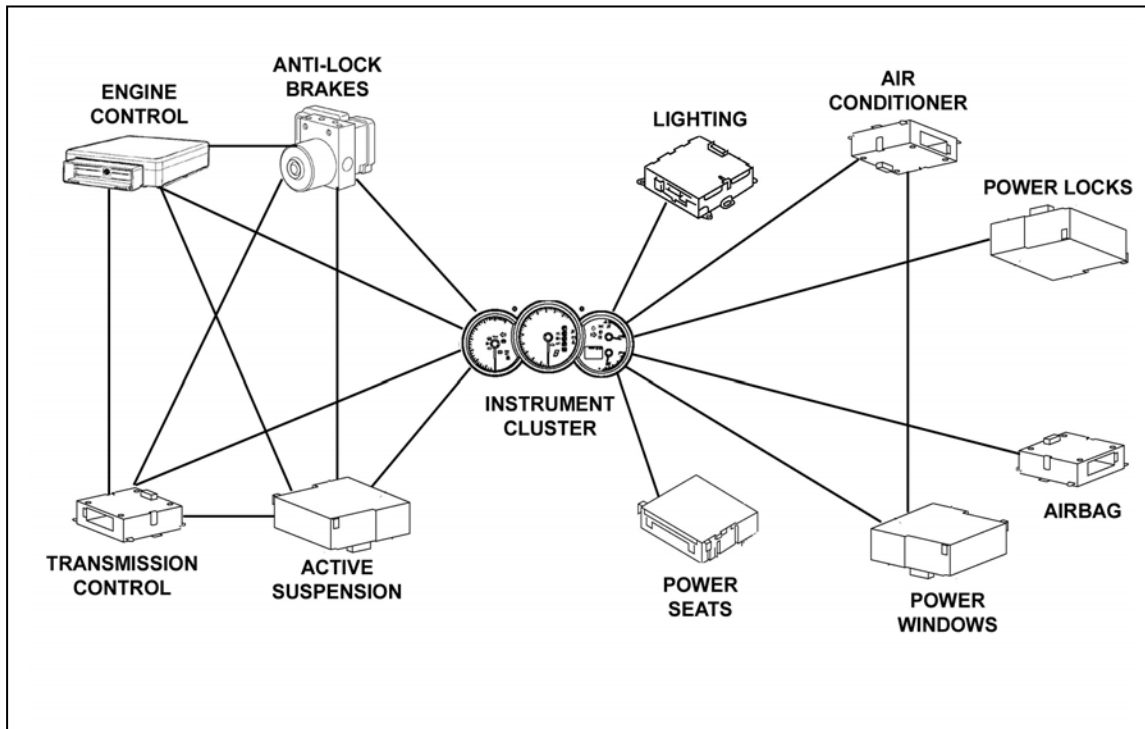 ENGINE
CONTROL
ANTI-LOCK
BRAKES
LIGHTING
AIR
CONDITIONER
POWER LOCKS
INSTRUMENT
CLUSTER
TRANSMISSION
CONTROL
ACTIVE
SUSPENSION
POWER
SEATS
POWER
WINDOWS
AIRBAG